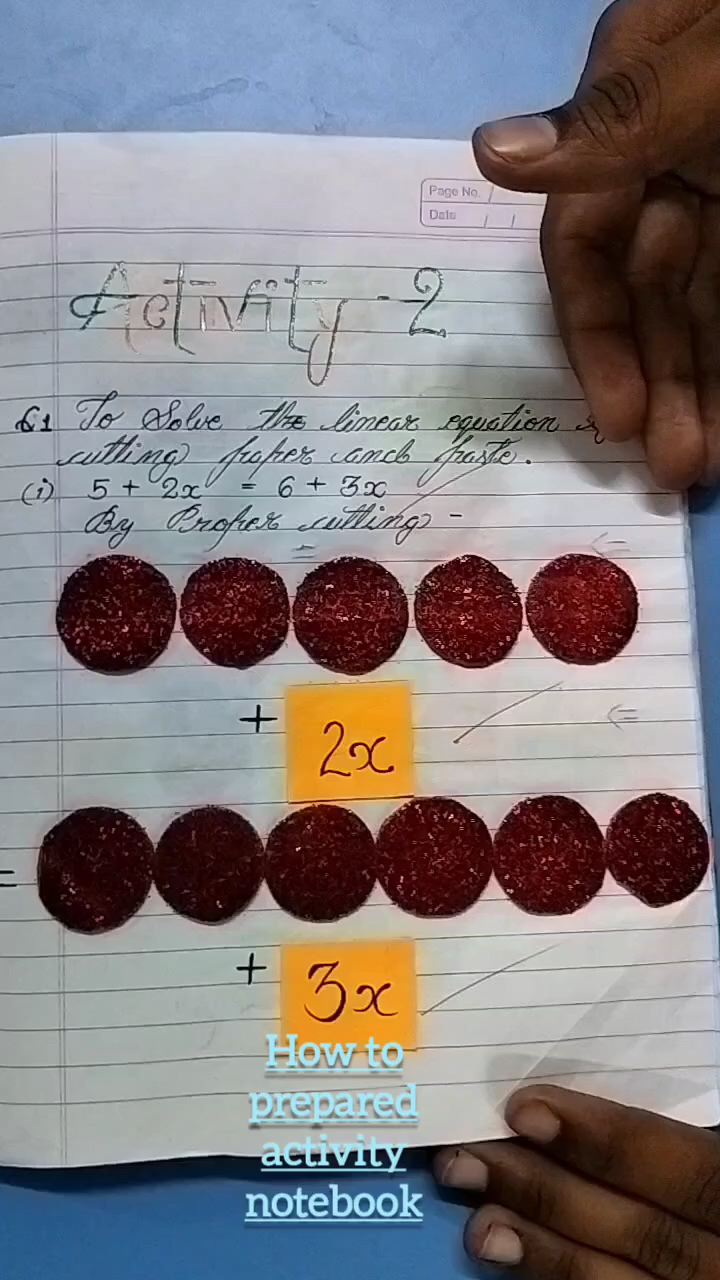 Page No.
Date
Activity -2
Q1 To Solve the linear equation
cutting paper and paste.
(i) 5 + 2x = 6 + 3x
By Proper cutting -
+ 2x
=
+ 3x
How to
prepared
activity
notebook